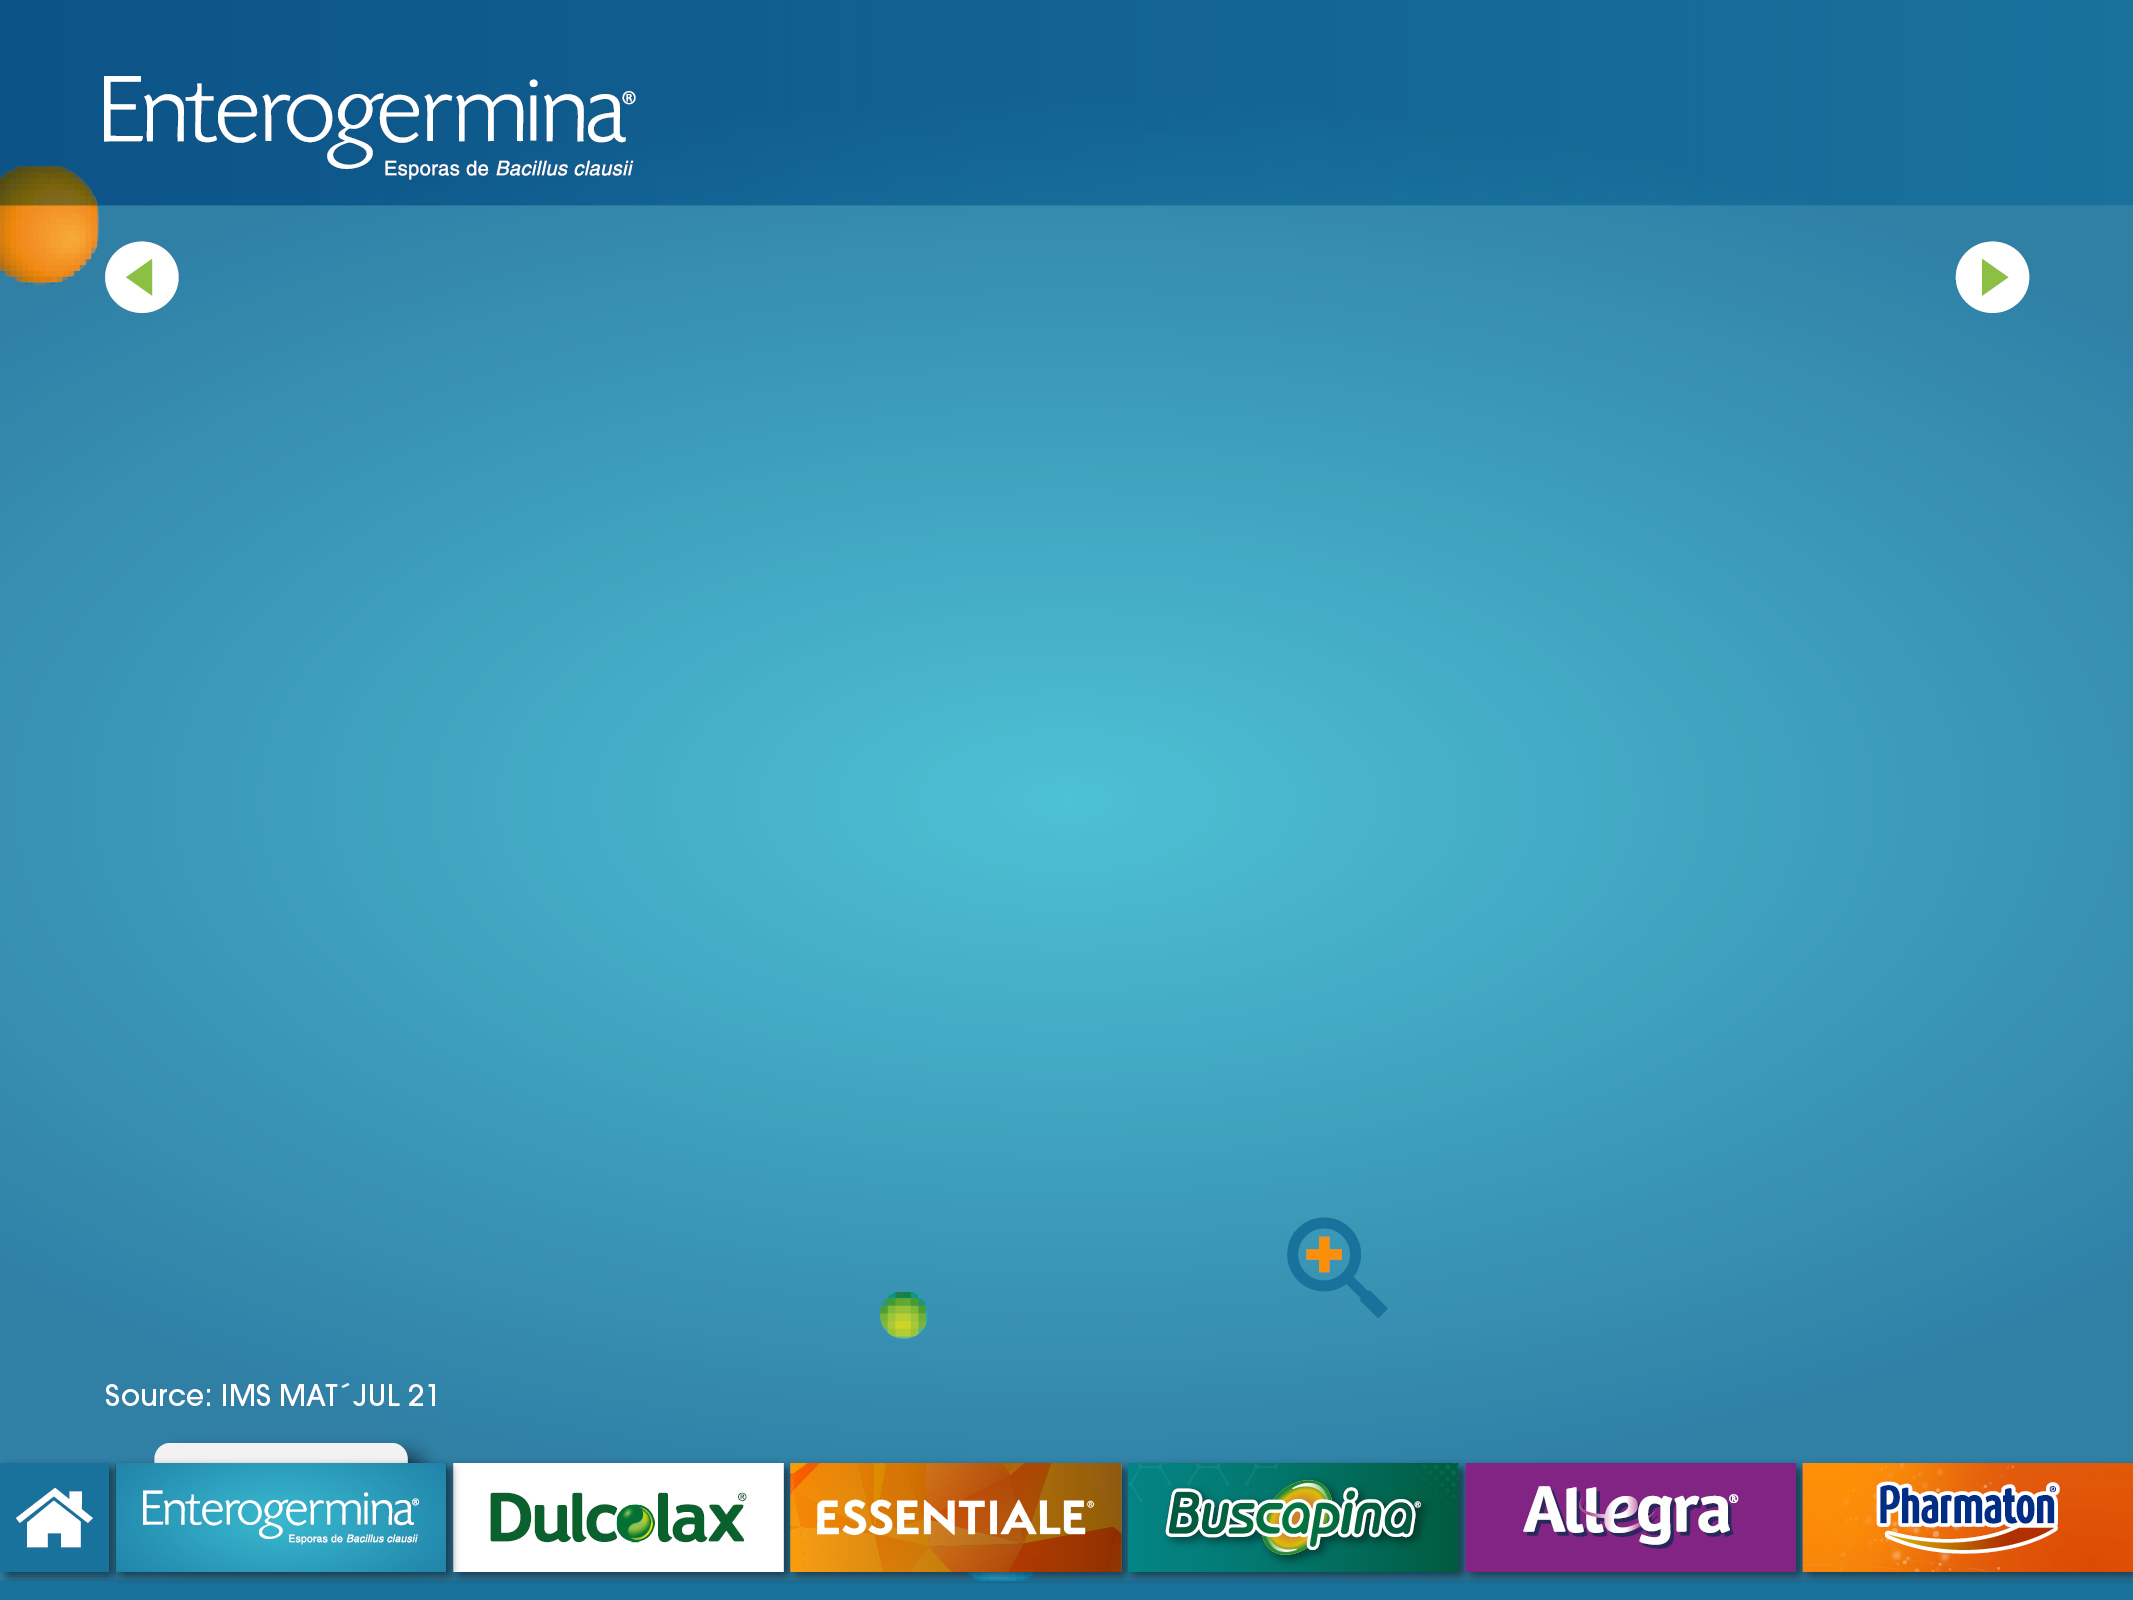 Enterogermina®
Esporas de Bacillus clausii
Source: IMS MAT´JUL 21
Enterogermina®
Esporas de Bacillus clausii
Dulcolax®
ESSENTIALE®
Buscapina®
Allegra®
Pharmaton®